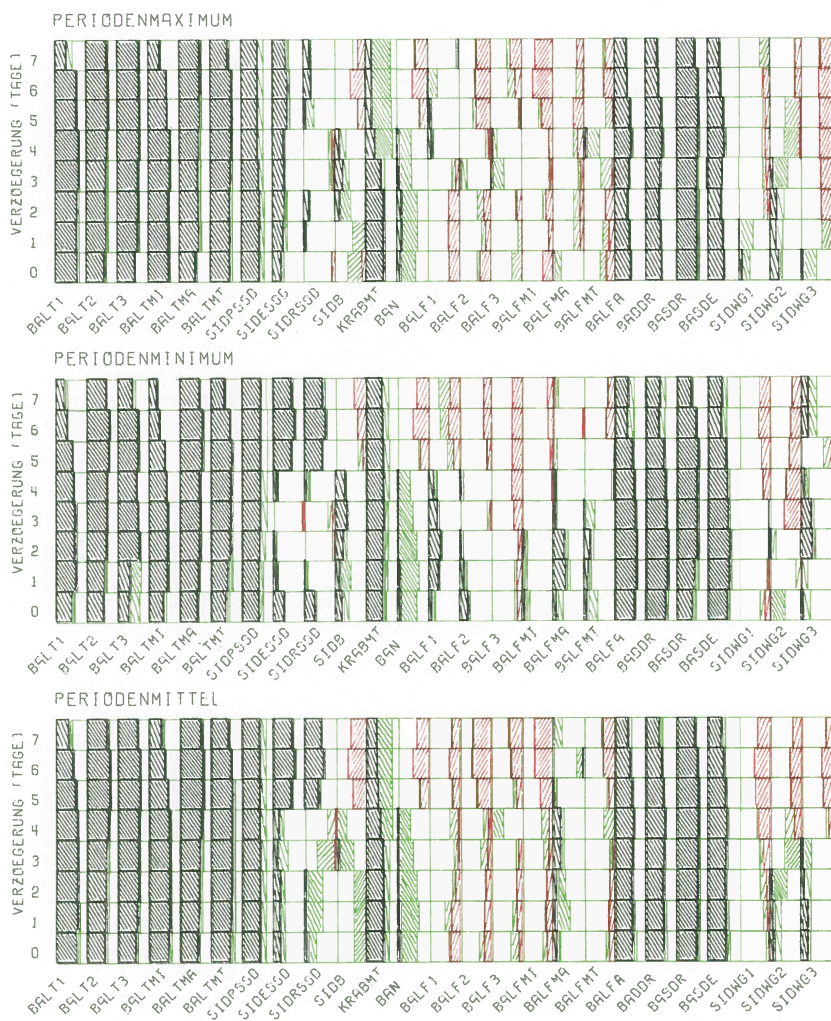 PERIODENMAXIMUM
VERZOEGERUNG (TAGE)
7
6
5
4
3
2
1
0
BALT1 BALT2 BALT3 BALTMI BALTMA BALTMT SIDPSSD SIDESSD SIDRSSD SIDB KRABMT BAN BALF1 BALF2 BALF3 BALFMI BALFMA BALFMT BALFA BADDR BASDR BASDE SIDWG1 SIDWG2 SIDWG3
PERIODENMINIMUM
VERZOEGERUNG (TAGE)
7
6
5
4
3
2
1
0
BALT1 BALT2 BALT3 BALTMI BALTMA BALTMT SIDPSSD SIDESSD SIDRSSD SIDB KRABMT BAN BALF1 BALF2 BALF3 BALFMI BALFMA BALFMT BALFA BADDR BASDR BASDE SIDWG1 SIDWG2 SIDWG3
PERIODENMITTEL
VERZOEGERUNG (TAGE)
7
6
5
4
3
2
1
0
BALT1 BALT2 BALT3 BALTMI BALTMA BALTMT SIDPSSD SIDESSD SIDRSSD SIDB KRABMT BAN BALF1 BALF2 BALF3 BALFMI BALFMA BALFMT BALFA BADDR BASDR BASDE SIDWG1 SIDWG2 SIDWG3